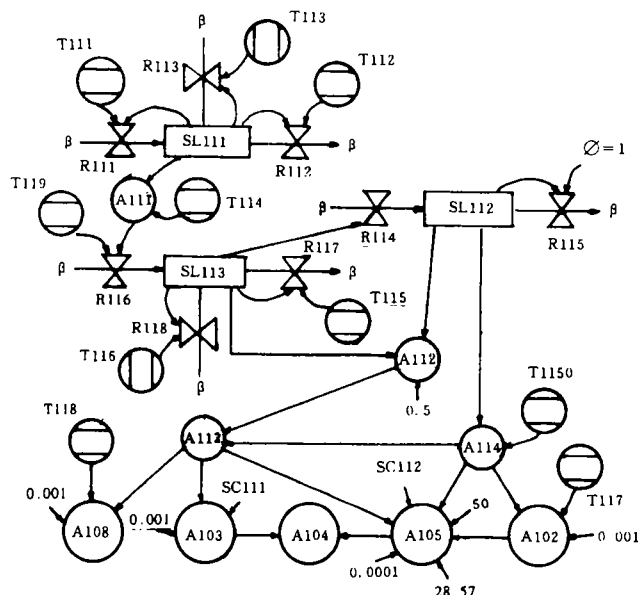 β
T113
T111
R113
T112
β
SL111
β
R111
R112
Ø=1
T119
A111
T114
β
SL112
β
R114
R115
R117
β
SL113
β
R116
R118
T115
T116
β
A112
0.5
T1150
T118
A112
A114
SC112
SC111
50
T117
0.001
0.001
A108
A103
A104
A105
A102
0.001
0.0001
28.57